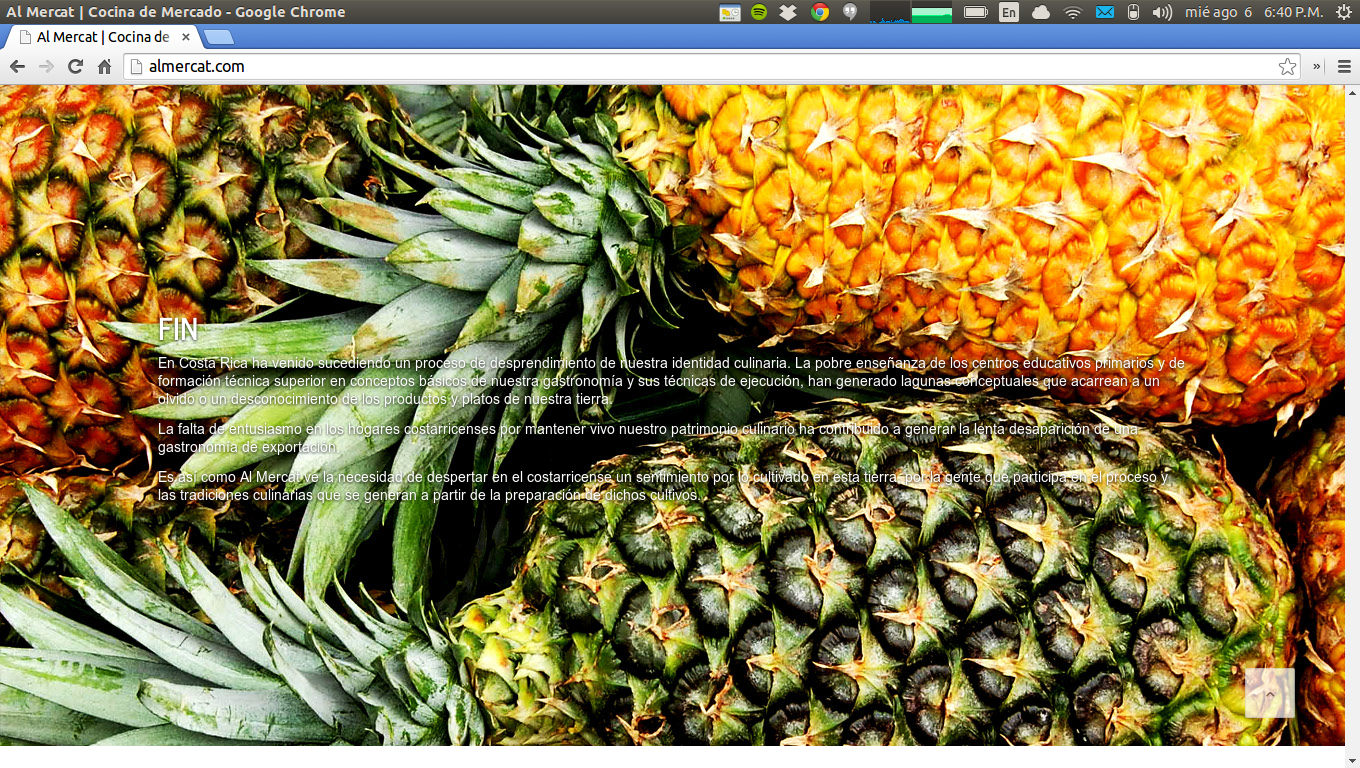 Al Mercat | Cocina de Mercado - Google Chrome
En
mié ago 6 6:40 P.M.
Al Mercat | Cocina de
almercat.com
FIN
En Costa Rica ha venido sucediendo un proceso de desprendimiento de nuestra identidad culinaria. La pobre enseñanza de los centros educativos primarios y de
formación técnica superior en conceptos básicos de nuestra gastronomía y sus técnicas de ejecución, han generado lagunas conceptuales que acarrean a un
olvido o un desconocimiento de los productos y platos de nuestra tierra.
La falta de entusiasmo en los hogares costarricenses por mantener vivo nuestro patrimonio culinario ha contribuido a generar la lenta desaparición de una
gastronomía de exportación.
Es así como Al Mercat ve la necesidad de despertar en el costarricense un sentimiento por lo cultivado en esta tierra, por la gente que participa en el proceso y
las tradiciones culinarias que se generan a partir de la preparación de dichos cultivos.